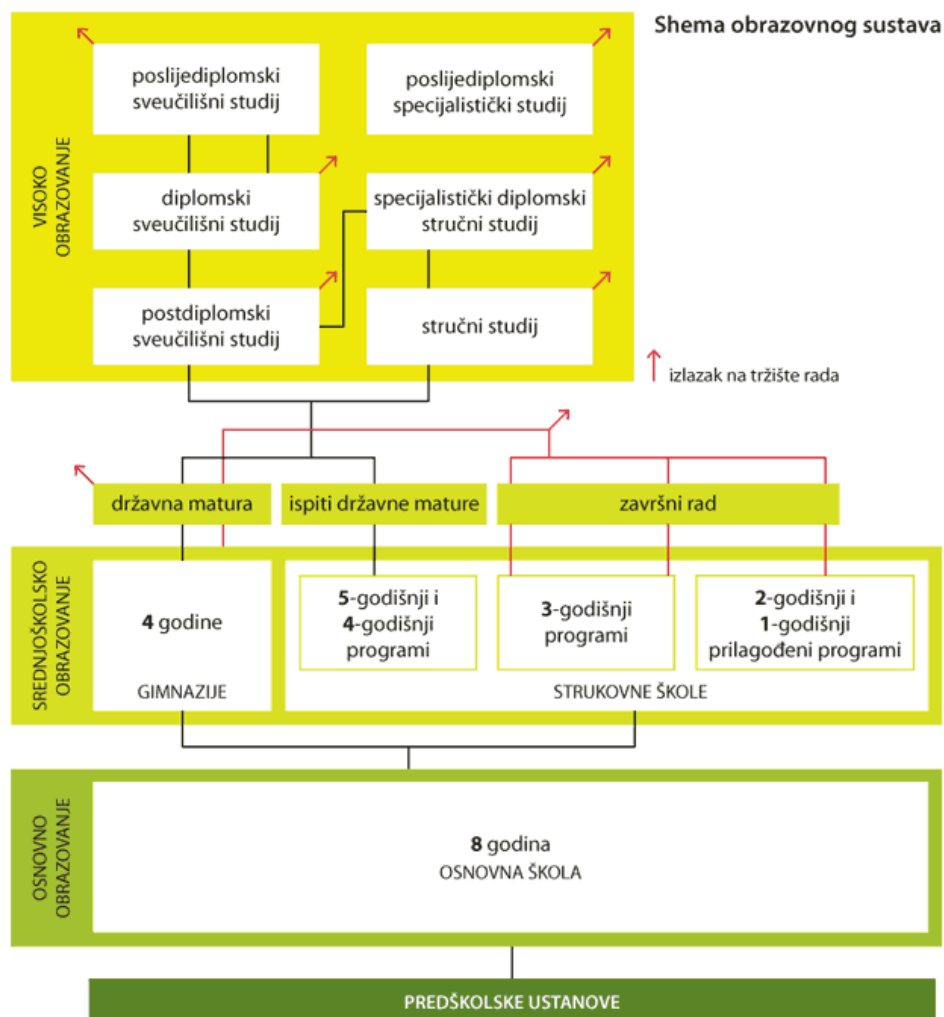 Shema obrazovnog sustava
VISOKO
OBRAZOVANJE
poslijediplomski
sveučilišni studij
poslijediplomski
specijalistički studij
diplomski
sveučilišni studij
specijalistički diplomski
stručni studij
postdiplomski
sveučilišni studij
stručni studij
izlazak na tržište rada
državna matura
ispiti državne mature
završni rad
SREDNJOŠKOLSKO
OBRAZOVANJE
4 godine
GIMNAZIJE
5-godišnji i
4-godišnji
programi
3-godišnji
programi
2-godišnji i
1-godišnji
prilagođeni programi
STRUKOVNE ŠKOLE
OSNOVNO
OBRAZOVANJE
8 godina
OSNOVNA ŠKOLA
PREDŠKOLSKE USTANOVE